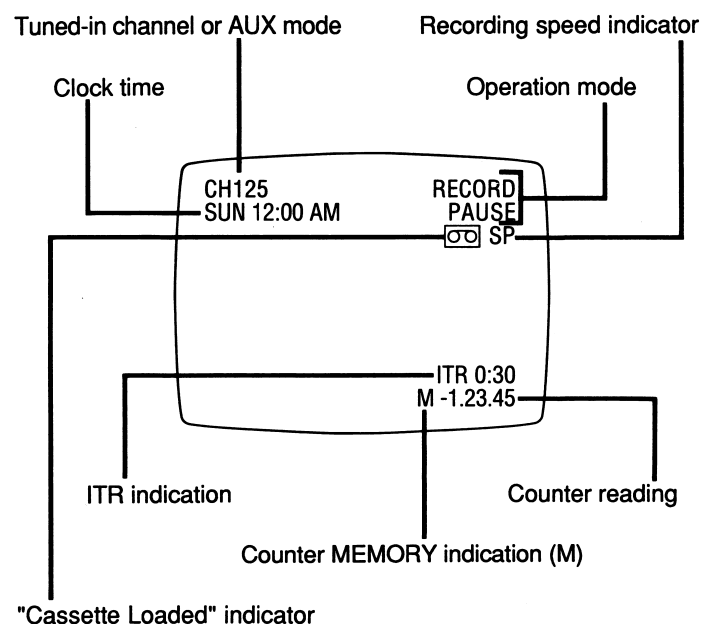 Tuned-in channel or AUX mode
Recording speed indicator
Clock time
Operation mode
CH125
RECORD
SUN 12:00 AM
PAUSE
SP
ITR 0:30
M -1.23.45
ITR indication
Counter reading
Counter MEMORY indication (M)
"Cassette Loaded" indicator